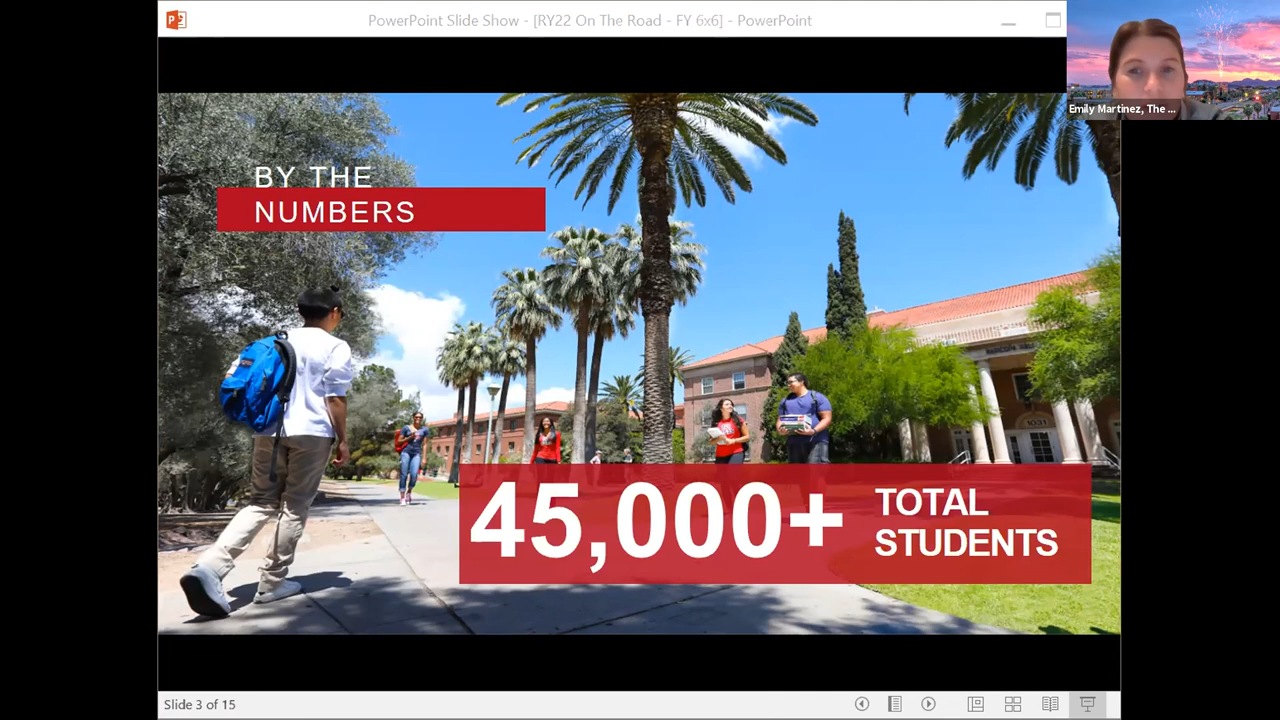 PowerPoint Slide Show - [RY22 On The Road - FY 6x6] - PowerPoint
Emily Martinez, The ...
BY THE
NUMBERS
1031
45,000+
TOTAL
STUDENTS
Slide 3 of 15